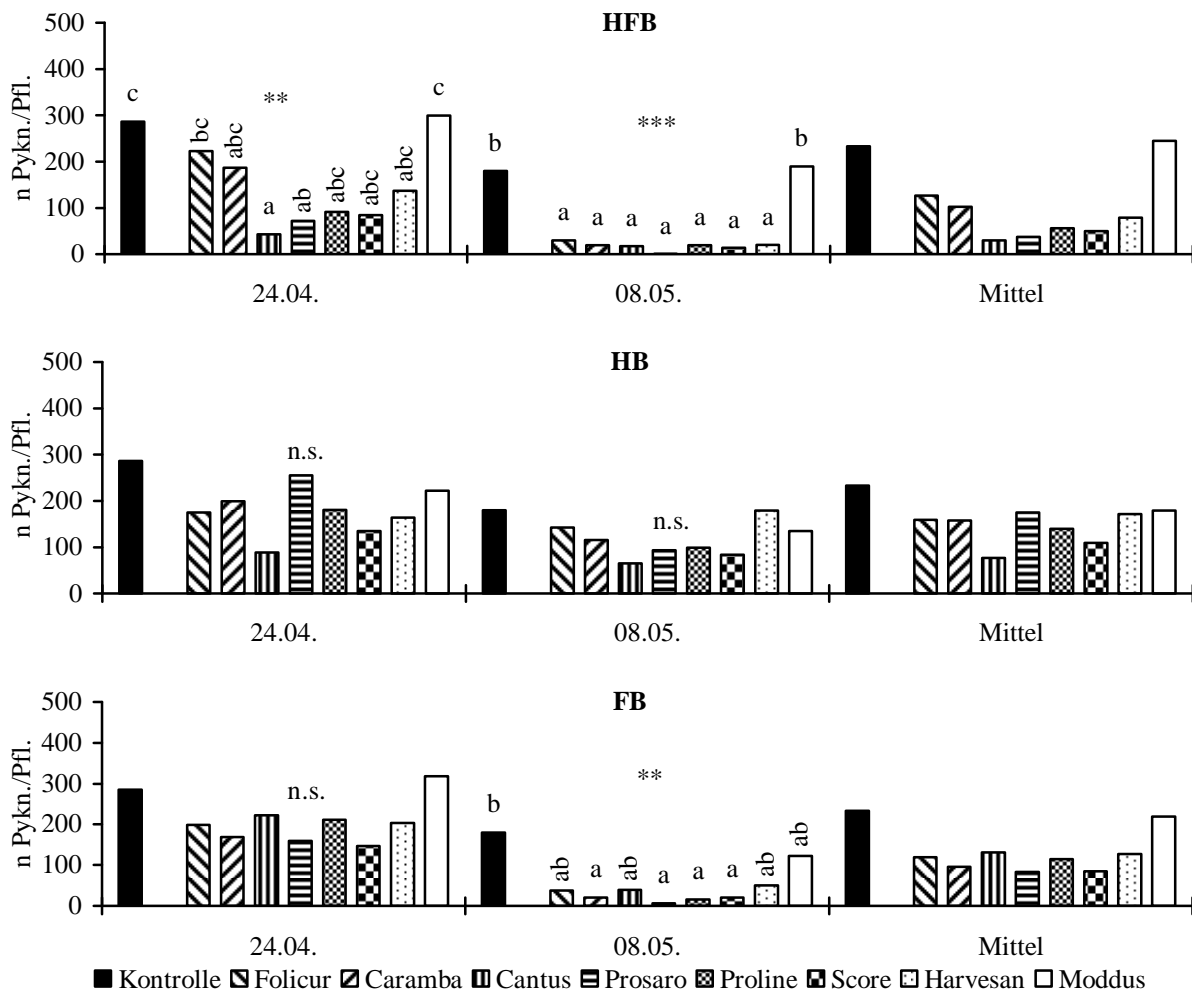 HFB
n Pykn./Pfl.
500
400
300
200
100
0
c bc abc a ab abc abc abc c
**
b a a a a a a a b
***
24.04. 08.05. Mittel
HB
n Pykn./Pfl.
500
400
300
200
100
0
n.s. n.s.
24.04. 08.05. Mittel
FB
n Pykn./Pfl.
500
400
300
200
100
0
n.s.
**
b ab a ab a a a ab ab
24.04. 08.05. Mittel
Kontrolle Folicur Caramba Cantus Prosaro Proline Score Harvesan Moddus